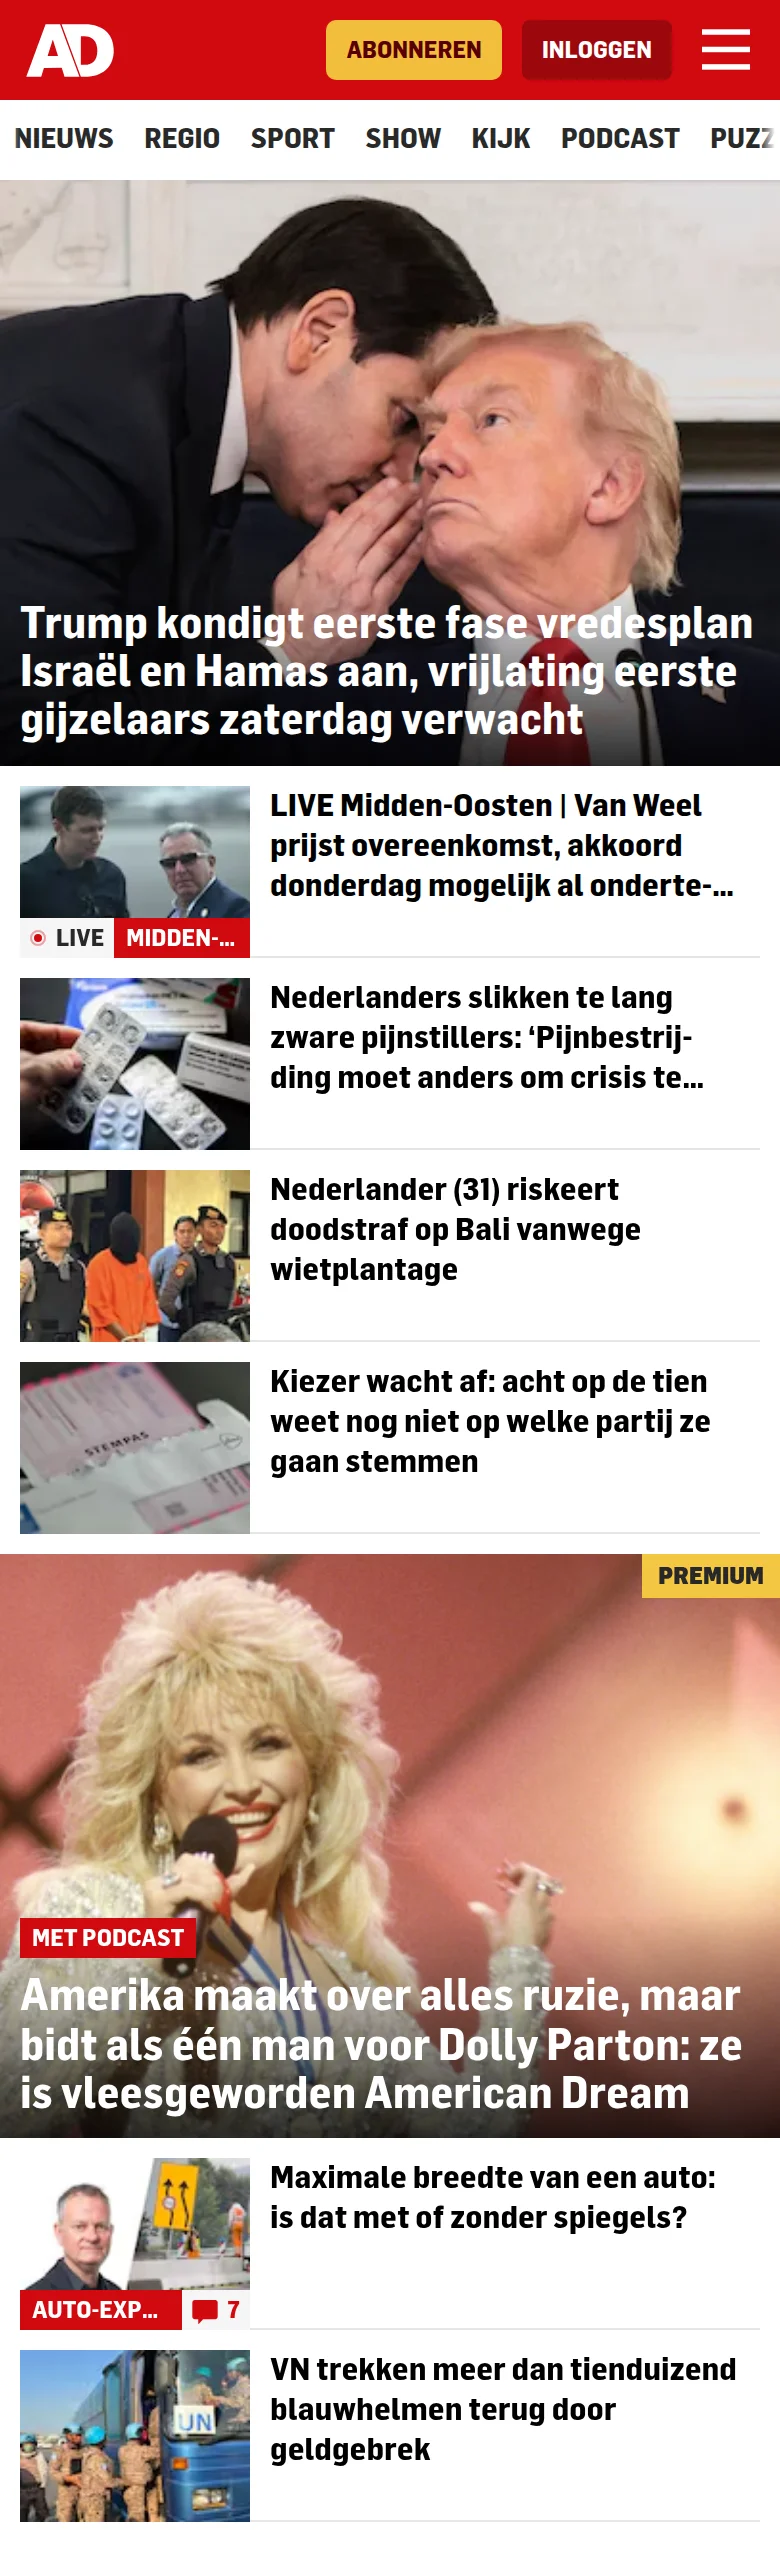 AD
ABONNEREN
INLOGGEN
NIEUWS REGIO SPORT SHOW KIJK PODCAST PUZZ
Trump kondigt eerste fase vredesplan
Israël en Hamas aan, vrijlating eerste
gijzelaars zaterdag verwacht
LIVE MIDDEN-...
LIVE Midden-Oosten | Van Weel
prijst overeenkomst, akkoord
donderdag mogelijk al onderte-...
Nederlanders slikken te lang
zware pijnstillers: ‘Pijnbestrij-
ding moet anders om crisis te...
Nederlander (31) riskeert
doodstraf op Bali vanwege
wietplantage
STEMPAS
Kiezer wacht af: acht op de tien
weet nog niet op welke partij ze
gaan stemmen
PREMIUM
MET PODCAST
Amerika maakt over alles ruzie, maar
bidt als één man voor Dolly Parton: ze
is vleesgeworden American Dream
AUTO-EXP... 7
Maximale breedte van een auto:
is dat met of zonder spiegels?
UN
VN trekken meer dan tienduizend
blauwhelmen terug door
geldgebrek